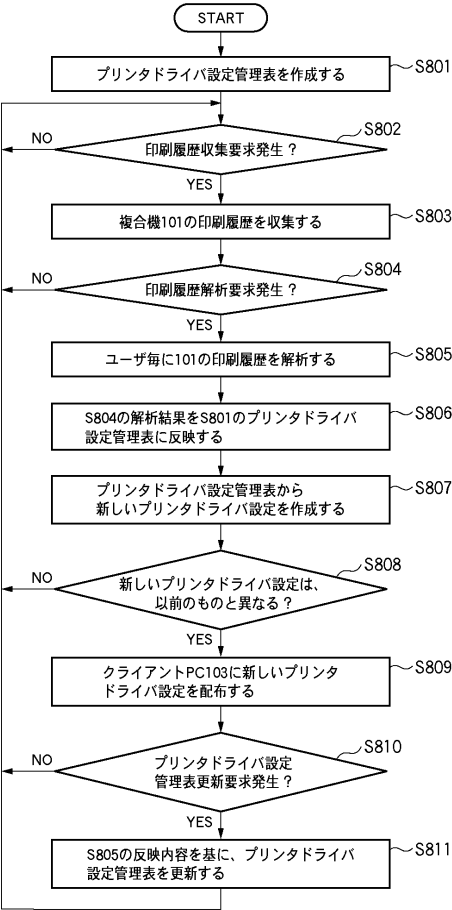 START
プリンタドライバ設定管理表を作成する
S801
印刷履歴収集要求発生？
S802
NO
YES
複合機101の印刷履歴を収集する
S803
印刷履歴解析要求発生？
S804
NO
YES
ユーザ毎に101の印刷履歴を解析する
S805
S804の解析結果をS801のプリンタドライバ
設定管理表に反映する
S806
プリンタドライバ設定管理表から
新しいプリンタドライバ設定を作成する
S807
新しいプリンタドライバ設定は、
以前のものと異なる？
S808
NO
YES
クライアントPC103に新しいプリンタ
ドライバ設定を配布する
S809
プリンタドライバ設定
管理表更新要求発生？
S810
NO
YES
S805の反映内容を基に、プリンタドライバ
設定管理表を更新する
S811